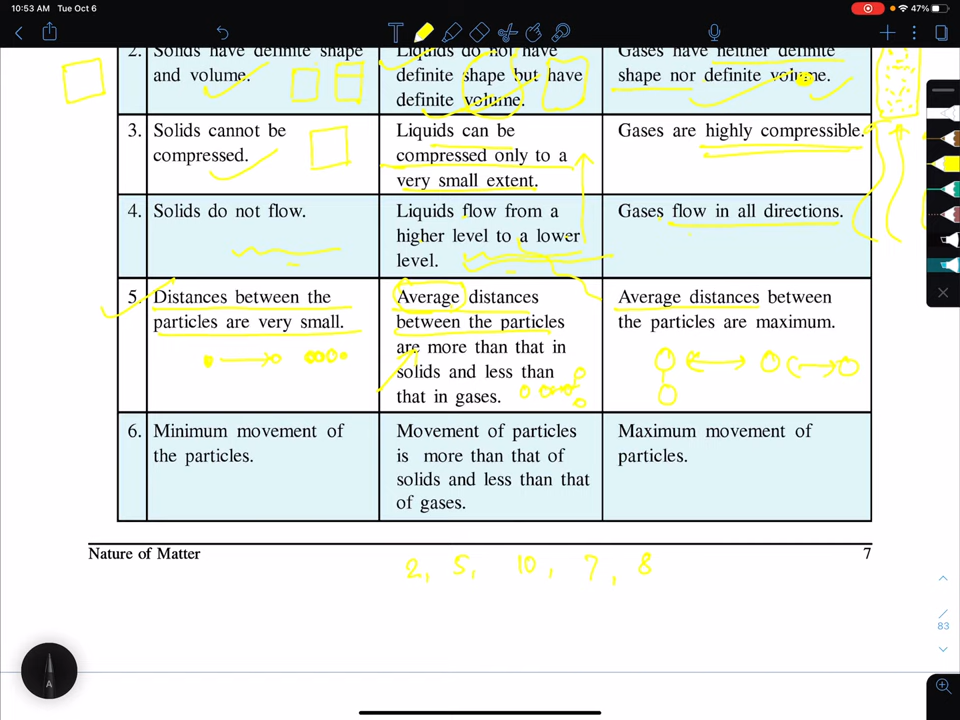 10:53 AM Tue Oct 6
47%
2. Solids have definite shape
and volume.
Liquids do not have
definite shape but have
definite volume.
Gases have neither definite
shape nor definite volume.
3. Solids cannot be
compressed.
Liquids can be
compressed only to a
very small extent.
Gases are highly compressible.
4. Solids do not flow.
Liquids flow from a
higher level to a lower
level.
Gases flow in all directions.
5. Distances between the
particles are very small.
Average distances
between the particles
are more than that in
solids and less than
that in gases.
Average distances between
the particles are maximum.
6. Minimum movement of
the particles.
Movement of particles
is more than that of
solids and less than that
of gases.
Maximum movement of
particles.
Nature of Matter 7
2, 5, 10, 7, 8
83
A